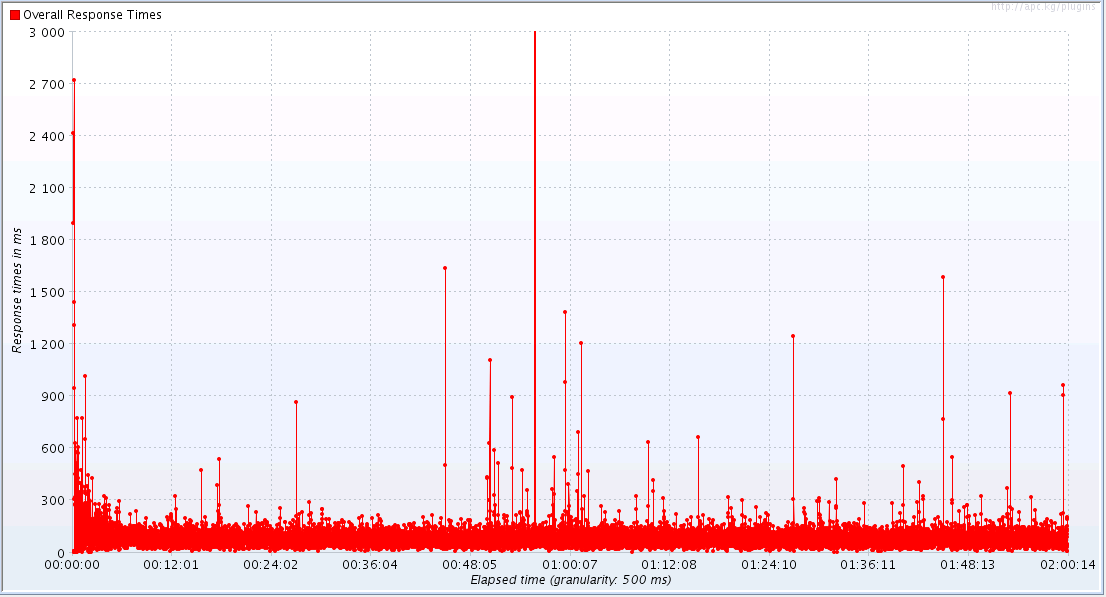 http://apc.kg/plugins
Overall Response Times
3 000
2 700
2 400
2 100
1 800
1 500
1 200
900
600
300
0
Response times in ms
00:00:00 00:12:01 00:24:02 00:36:04 00:48:05 01:00:07 01:12:08 01:24:10 01:36:11 01:48:13 02:00:14
Elapsed time (granularity: 500 ms)